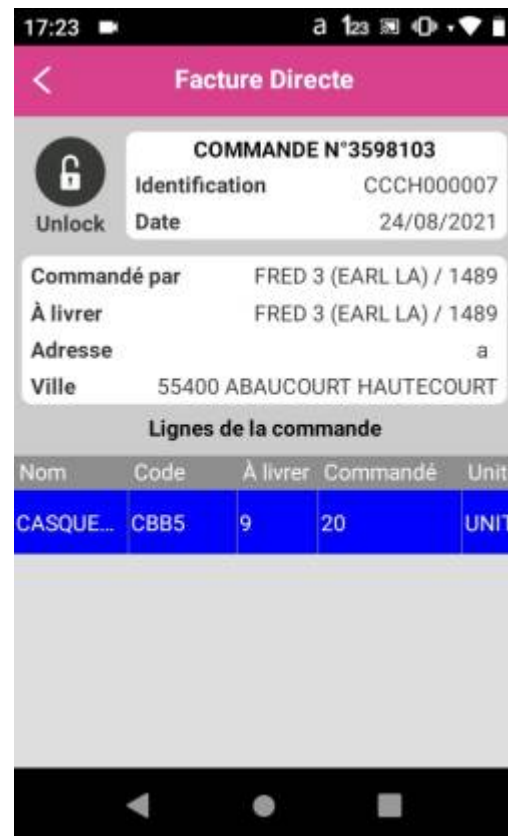 17:23 a 123
Facture Directe
COMMANDE N°3598103
Identification CCCH000007
Unlock Date 24/08/2021
Commandé par FRED 3 (EARL LA) / 1489
À livrer FRED 3 (EARL LA) / 1489
Adresse a
Ville 55400 ABAUCOURT HAUTECOURT
Lignes de la commande
Nom Code À livrer Commandé Unit
CASQUE... CBB5 9 20 UNIT